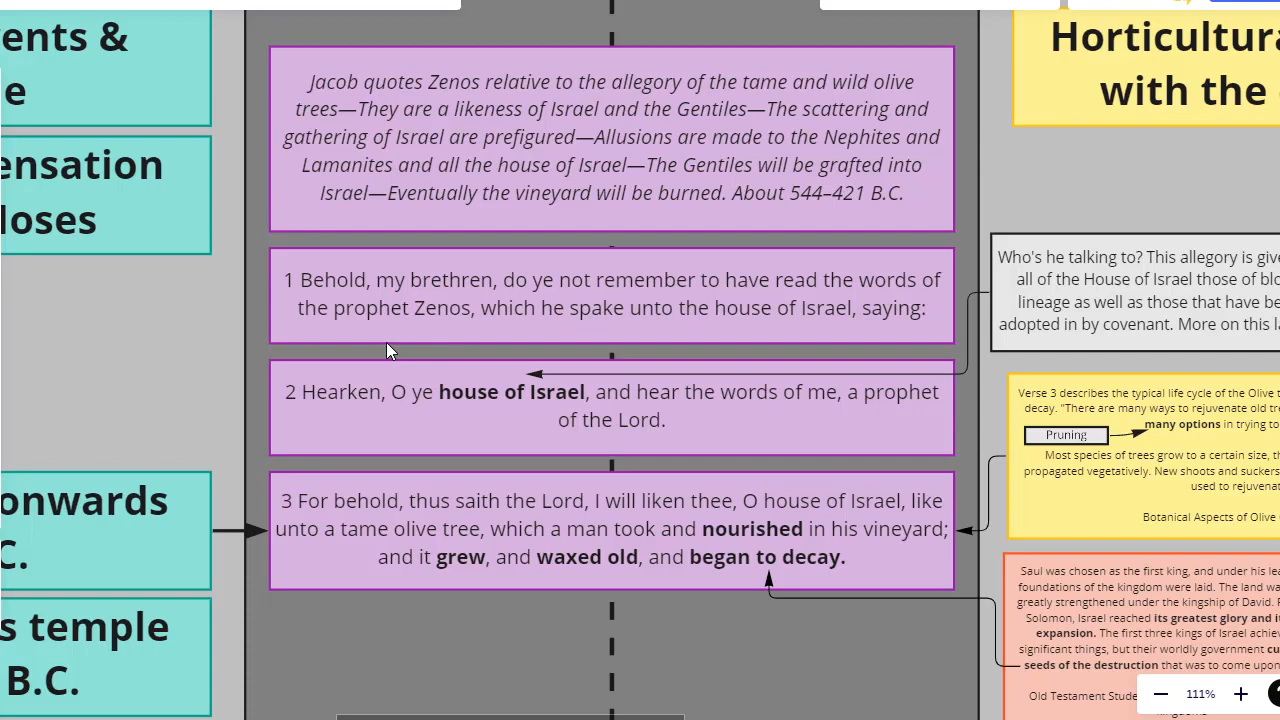 ents &
e
ensation
loses
onwards
C.
s temple
B.C.
Jacob quotes Zenos relative to the allegory of the tame and wild olive
trees—They are a likeness of Israel and the Gentiles—The scattering and
gathering of Israel are prefigured—Allusions are made to the Nephites and
Lamanites and all the house of Israel—The Gentiles will be grafted into
Israel—Eventually the vineyard will be burned. About 544–421 B.C.
1 Behold, my brethren, do ye not remember to have read the words of
the prophet Zenos, which he spake unto the house of Israel, saying:
2 Hearken, O ye house of Israel, and hear the words of me, a prophet
of the Lord.
3 For behold, thus saith the Lord, I will liken thee, O house of Israel, like
unto a tame olive tree, which a man took and nourished in his vineyard;
and it grew, and waxed old, and began to decay.
Horticultura
with the
Who's he talking to? This allegory is give
all of the House of Israel those of blo
lineage as well as those that have be
adopted in by covenant. More on this la
Verse 3 describes the typical life cycle of the Olive t
decay. "There are many ways to rejuvenate old tre
many options in trying to
Pruning
Most species of trees grow to a certain size, th
propagated vegetatively. New shoots and suckers
used to rejuvenat
Botanical Aspects of Olive
Saul was chosen as the first king, and under his lea
foundations of the kingdom were laid. The land wa
greatly strengthened under the kingship of David.
Solomon, Israel reached its greatest glory and i
expansion. The first three kings of Israel achiev
significant things, but their worldly government cu
seeds of the destruction that was to come upon
Old Testament Stude
111%